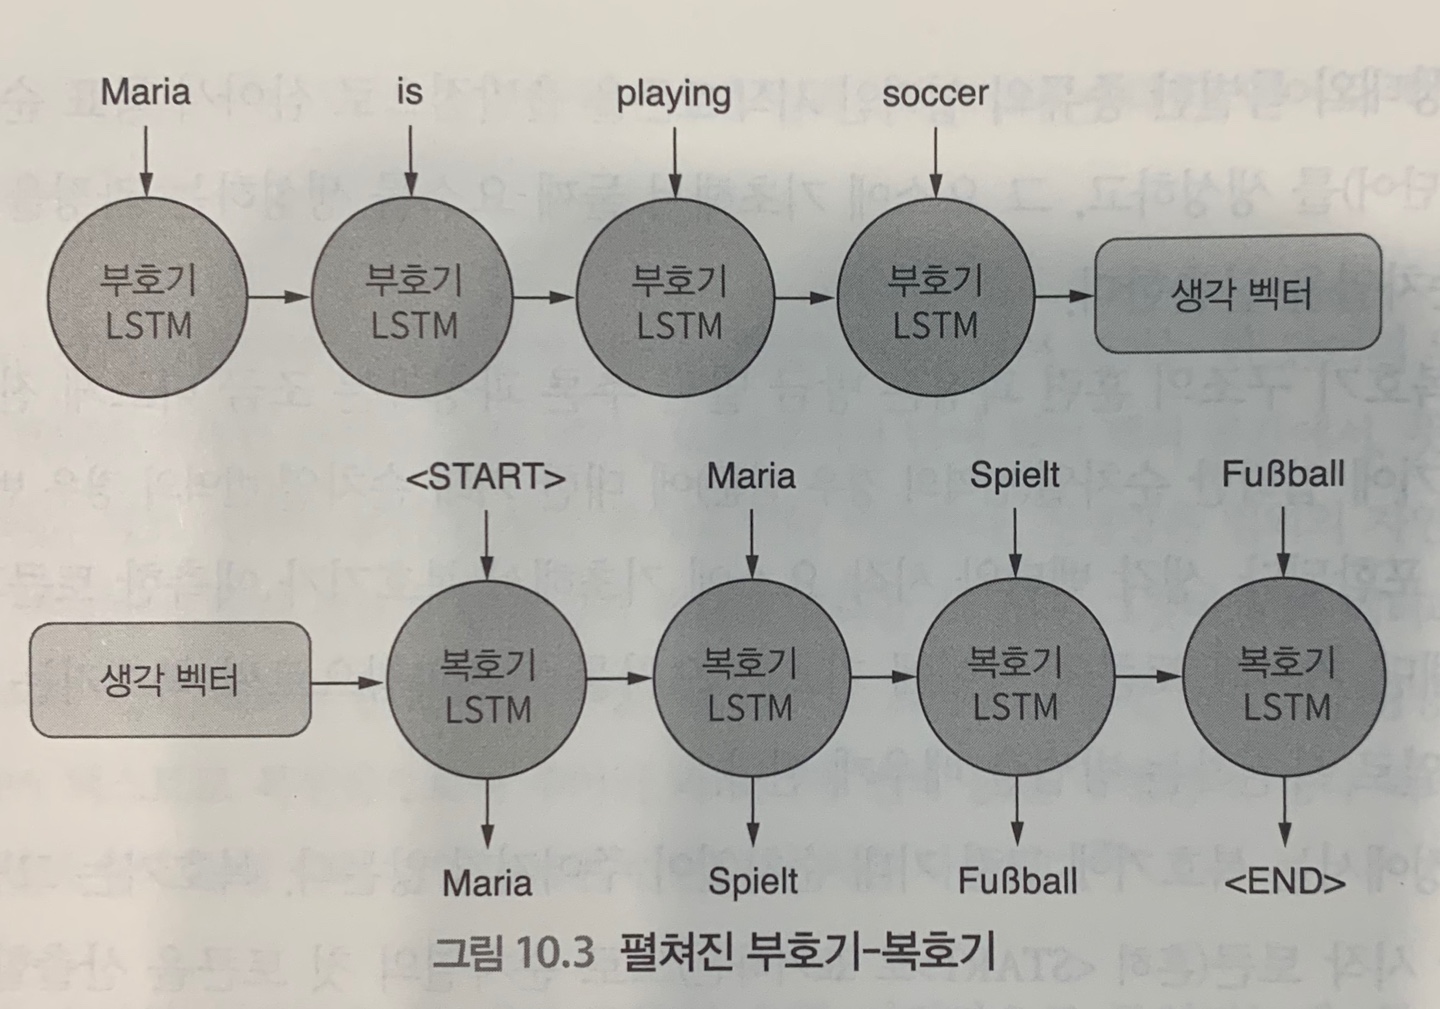 Maria is playing soccer
부호기 부호기 부호기 부호기
LSTM LSTM LSTM LSTM
생각 벡터
<START> Maria Spielt Fußball
생각 벡터
복호기 복호기 복호기 복호기
LSTM LSTM LSTM LSTM
Maria Spielt Fußball <END>
그림 10.3 펼쳐진 부호기-복호기